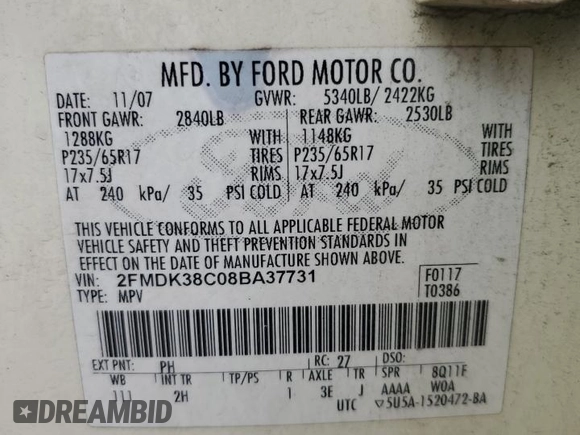 MFD. BY FORD MOTOR CO.
DATE: 11/07 GVWR: 5340LB/ 2422KG
FRONT GAWR: 2840LB REAR GAWR: 2530LB
1288KG WITH 1148KG WITH
P235/65R17 TIRES P235/65R17 TIRES
17x7.5J RIMS 17x7.5J RIMS
AT 240 kPa/ 35 PSI COLD AT 240 kPa/ 35 PSI COLD
THIS VEHICLE CONFORMS TO ALL APPLICABLE FEDERAL MOTOR
VEHICLE SAFETY AND THEFT PREVENTION STANDARDS IN
EFFECT ON THE DATE OF MANUFACTURE SHOWN ABOVE.
VIN: 2FMDK38C08BA37731 F0117
TYPE: MPV T0386
EXT PNT: PH RC: 27 DSO:
WB INT TR TP/PS R AXLE TR SPR 8Q11F
111 2H 1 3E J AAAA W0A
UTC ▽5U5A-1520472-BA
DREAMBID